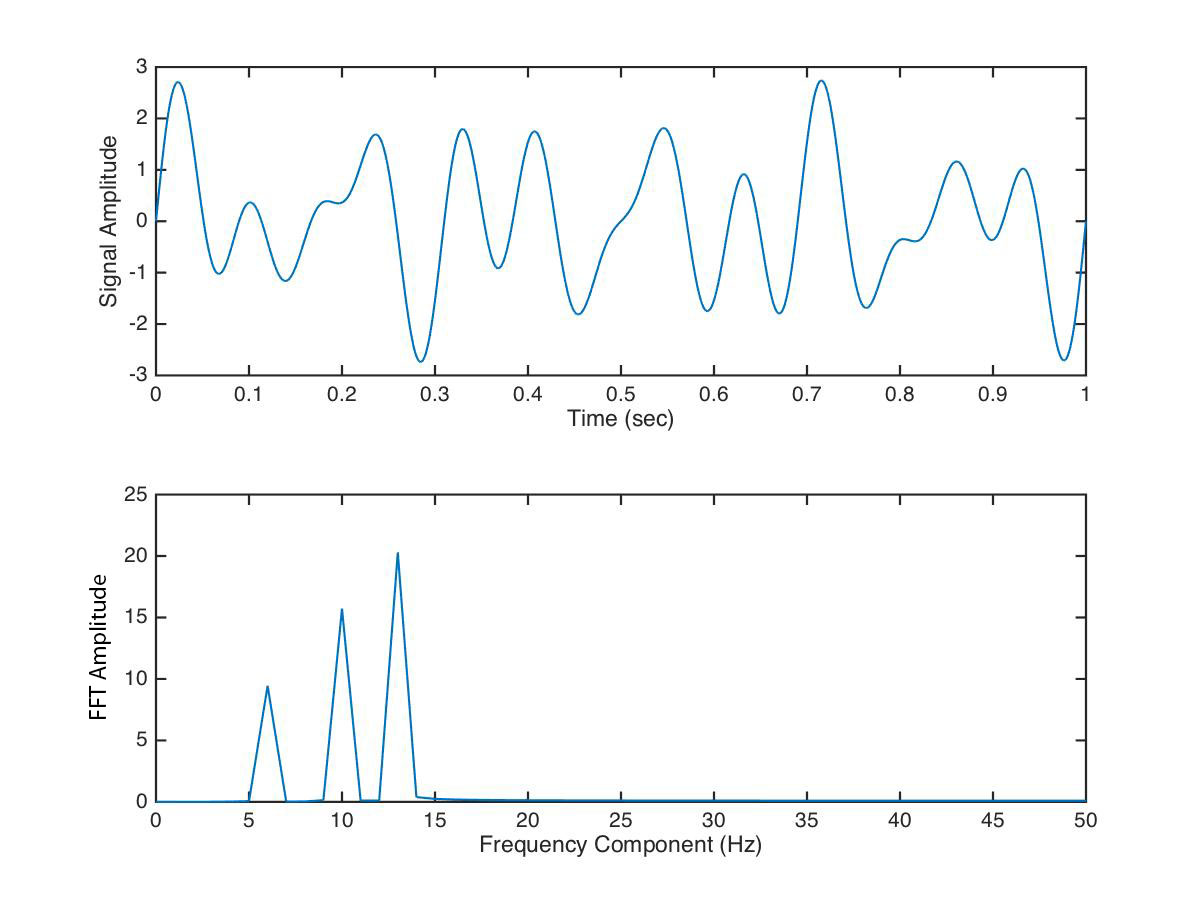 3
2
1
0
-1
-2
-3
Signal Amplitude
0 0.1 0.2 0.3 0.4 0.5 0.6 0.7 0.8 0.9 1
Time (sec)
25
20
15
10
5
0
FFT Amplitude
0 5 10 15 20 25 30 35 40 45 50
Frequency Component (Hz)